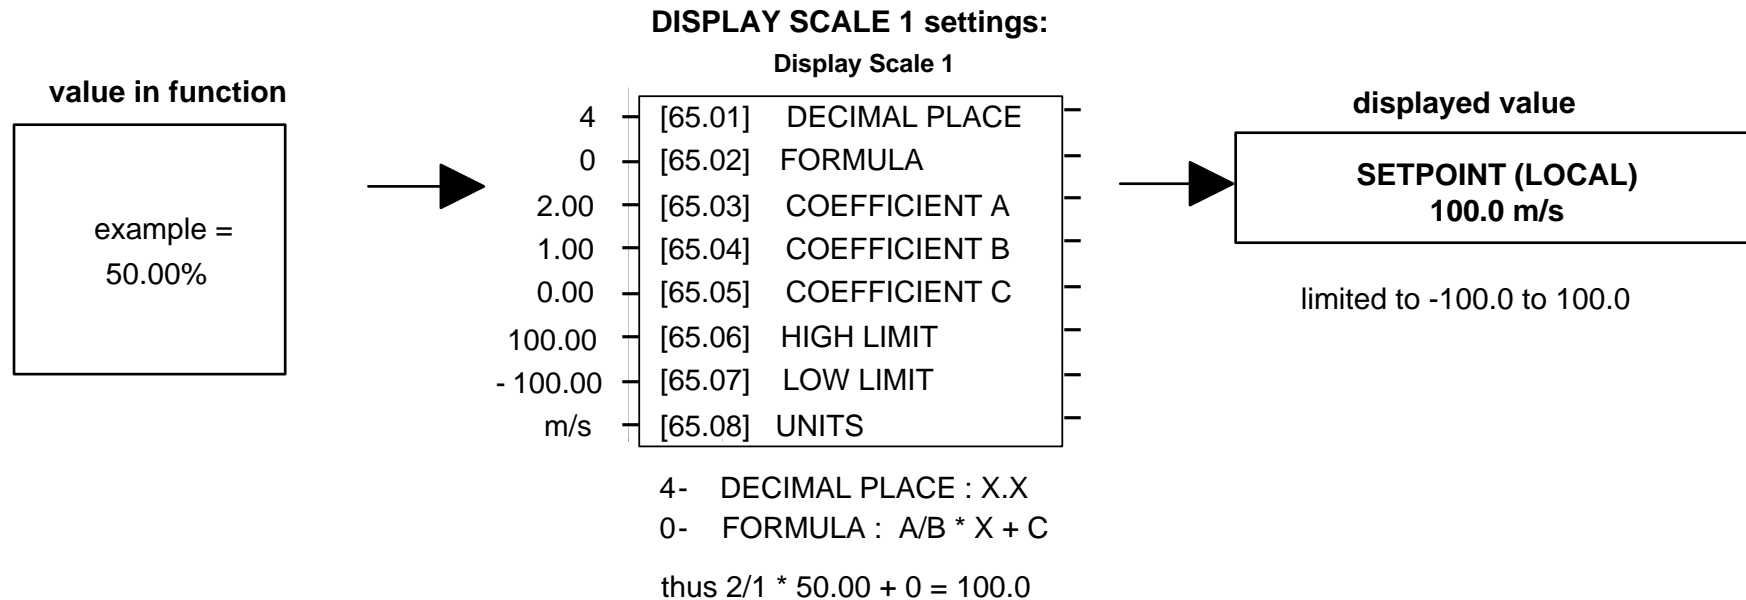 DISPLAY SCALE 1 settings:
Display Scale 1
value in function
example =
50.00%
4 [65.01] DECIMAL PLACE
0 [65.02] FORMULA
2.00 [65.03] COEFFICIENT A
1.00 [65.04] COEFFICIENT B
0.00 [65.05] COEFFICIENT C
100.00 [65.06] HIGH LIMIT
- 100.00 [65.07] LOW LIMIT
m/s [65.08] UNITS
4- DECIMAL PLACE : X.X
0- FORMULA : A/B * X + C
thus 2/1 * 50.00 + 0 = 100.0
displayed value
SETPOINT (LOCAL)
100.0 m/s
limited to -100.0 to 100.0